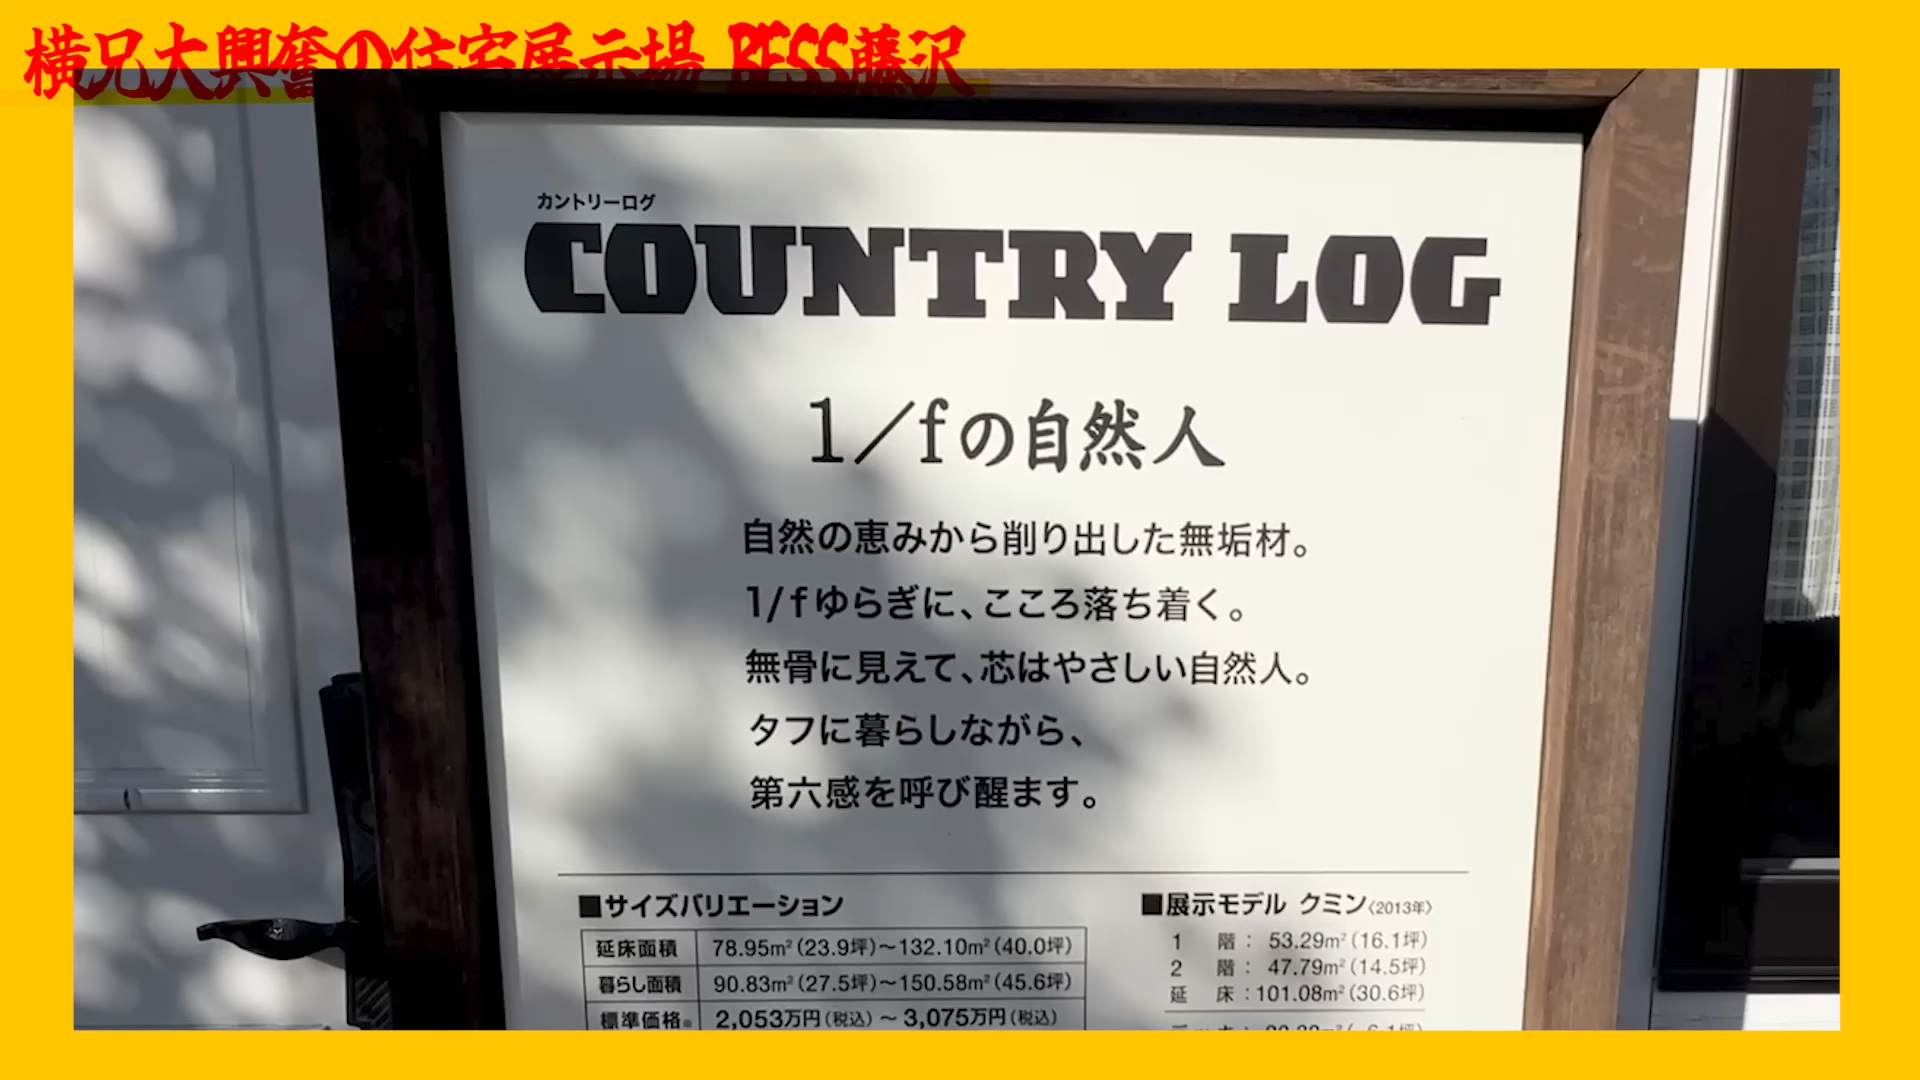 横兄大興奮の住宅展示場 BESS藤沢
カントリーログ
COUNTRY LOG
1/fの自然人
自然の恵みから削り出した無垢材。
1/fゆらぎに、こころ落ち着く。
無骨に見えて、芯はやさしい自然人。
タフに暮らしながら、
第六感を呼び醒ます。
■サイズバリエーション
延床面積 78.95m²(23.9坪)～132.10m²(40.0坪)
暮らし面積 90.83m²(27.5坪)～150.58m²(45.6坪)
標準価格※ 2,053万円(税込)～3,075万円(税込)
■展示モデル クミン〈2013年〉
1 階：53.29m²(16.1坪)
2 階：47.79m²(14.5坪)
延 床：101.08m²(30.6坪)